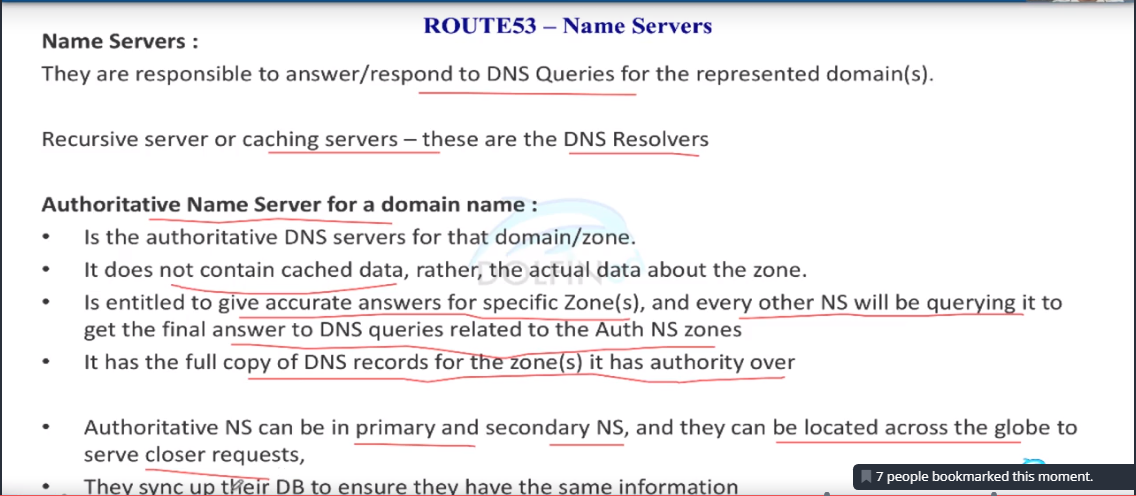 ROUTE53 – Name Servers
Name Servers :
They are responsible to answer/respond to DNS Queries for the represented domain(s).
Recursive server or caching servers – these are the DNS Resolvers
Authoritative Name Server for a domain name :
• Is the authoritative DNS servers for that domain/zone.
• It does not contain cached data, rather, the actual data about the zone.
• Is entitled to give accurate answers for specific Zone(s), and every other NS will be querying it to
get the final answer to DNS queries related to the Auth NS zones
• It has the full copy of DNS records for the zone(s) it has authority over
• Authoritative NS can be in primary and secondary NS, and they can be located across the globe to
serve closer requests,
• They sync up their DB to ensure they have the same information
7 people bookmarked this moment.
DOLFIN